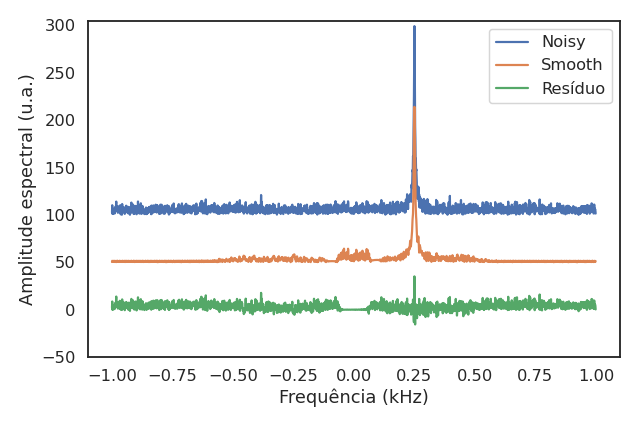 300
250
200
150
100
50
0
−50
Amplitude espectral (u.a.)
Noisy
Smooth
Resíduo
−1.00 −0.75 −0.50 −0.25 0.00 0.25 0.50 0.75 1.00
Frequência (kHz)